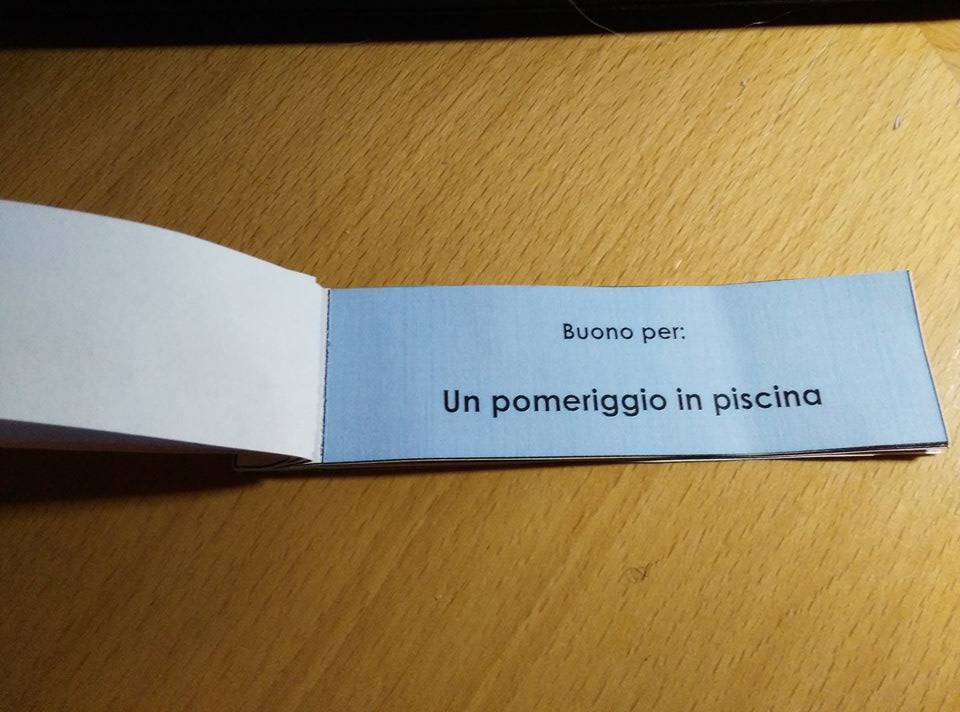 Buono per:
Un pomeriggio in piscina